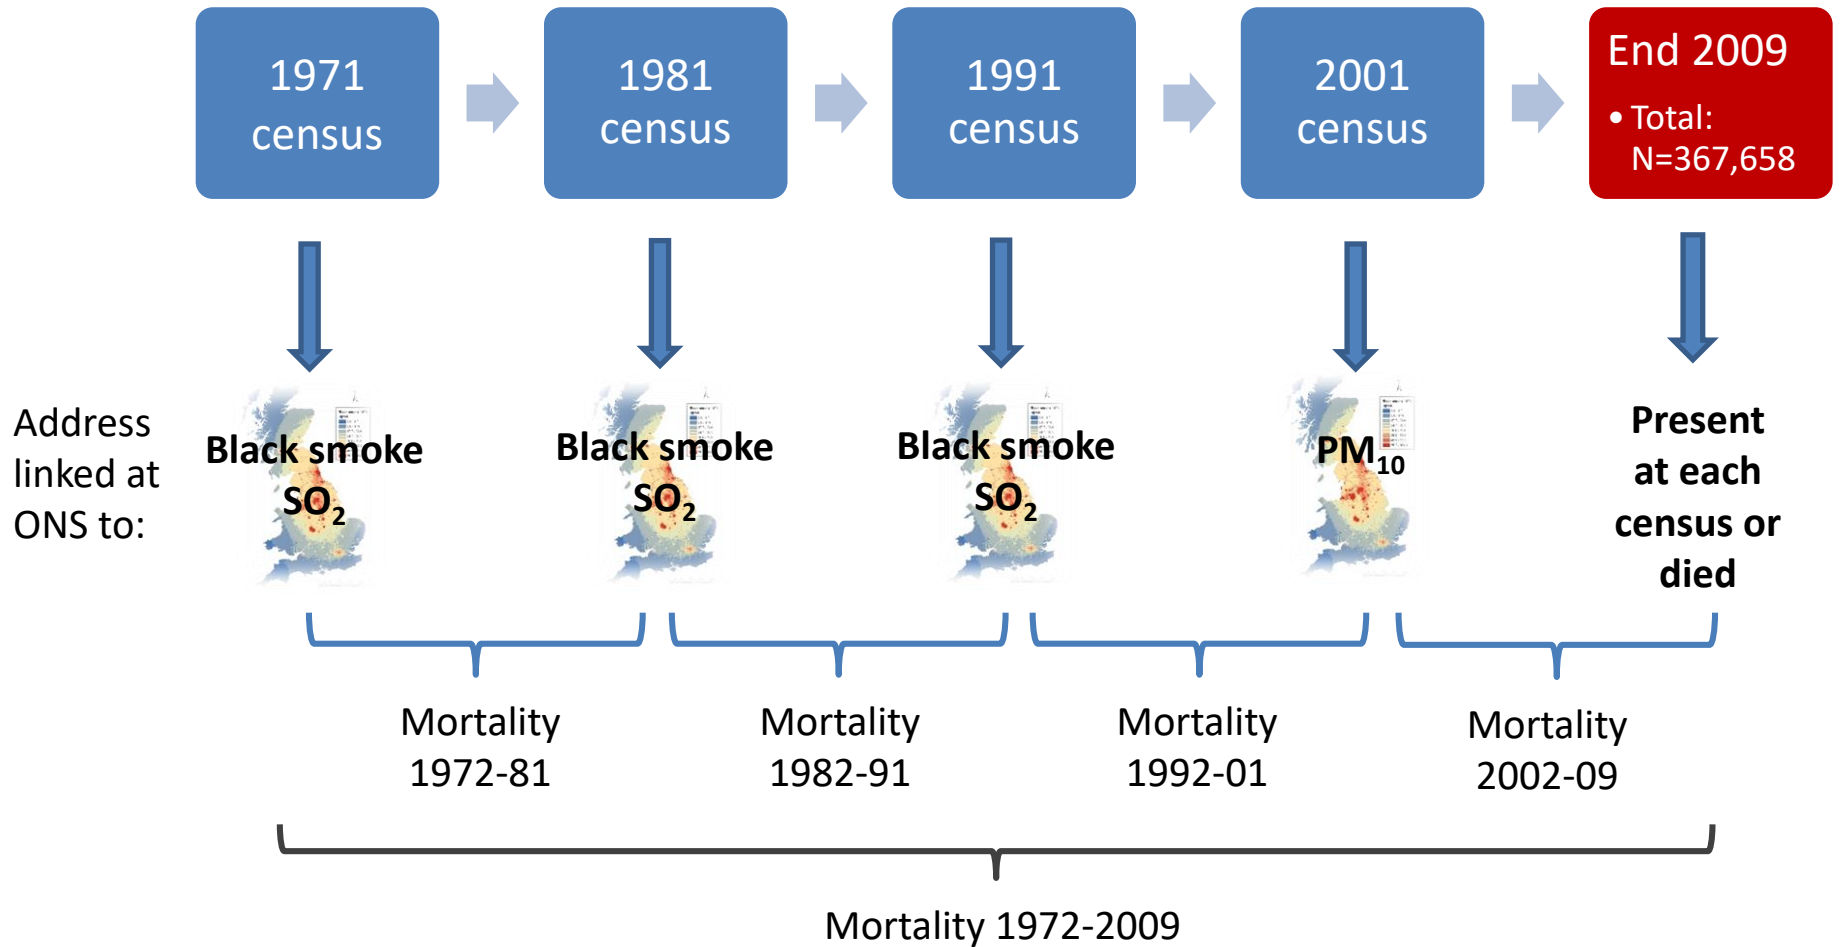 1971
census
1981
census
1991
census
2001
census
End 2009
• Total:
N=367,658
Address
linked at
ONS to:
Black smoke
SO₂
Black smoke
SO₂
Black smoke
SO₂
PM₁₀
Present
at each
census or
died
Mortality
1972-81
Mortality
1982-91
Mortality
1992-01
Mortality
2002-09
Mortality 1972-2009